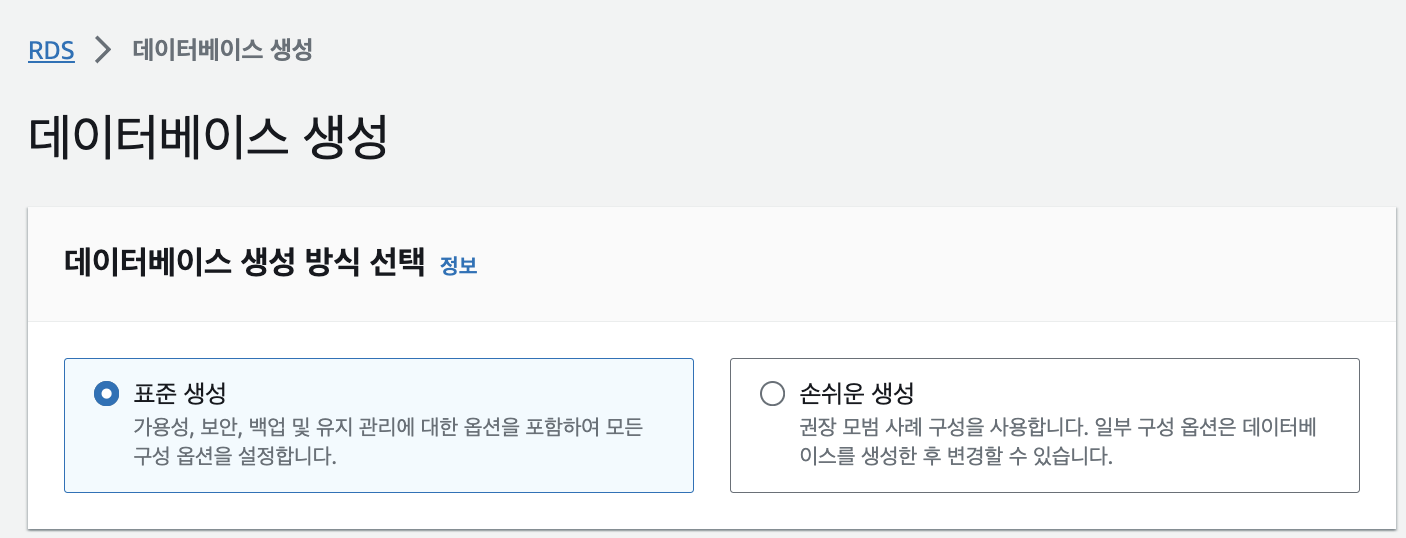 RDS > 데이터베이스 생성
데이터베이스 생성
데이터베이스 생성 방식 선택 정보
표준 생성
가용성, 보안, 백업 및 유지 관리에 대한 옵션을 포함하여 모든
구성 옵션을 설정합니다.
손쉬운 생성
권장 모범 사례 구성을 사용합니다. 일부 구성 옵션은 데이터베
이스를 생성한 후 변경할 수 있습니다.